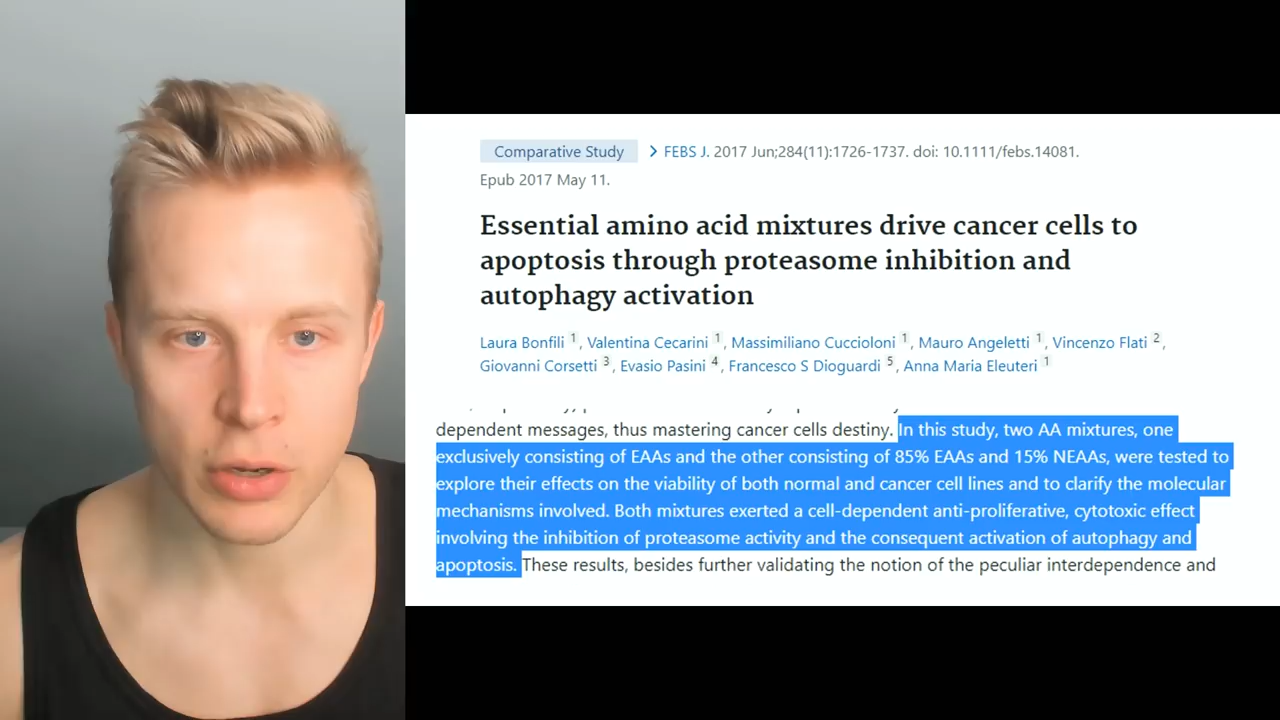 Comparative Study > FEBS J. 2017 Jun;284(11):1726-1737. doi: 10.1111/febs.14081.
Epub 2017 May 11.
Essential amino acid mixtures drive cancer cells to
apoptosis through proteasome inhibition and
autophagy activation
Laura Bonfili 1, Valentina Cecarini 1, Massimiliano Cuccioloni 1, Mauro Angeletti 1, Vincenzo Flati 2,
Giovanni Corsetti 3, Evasio Pasini 4, Francesco S Dioguardi 5, Anna Maria Eleuteri 1
dependent messages, thus mastering cancer cells destiny. In this study, two AA mixtures, one
exclusively consisting of EAAs and the other consisting of 85% EAAs and 15% NEAAs, were tested to
explore their effects on the viability of both normal and cancer cell lines and to clarify the molecular
mechanisms involved. Both mixtures exerted a cell-dependent anti-proliferative, cytotoxic effect
involving the inhibition of proteasome activity and the consequent activation of autophagy and
apoptosis. These results, besides further validating the notion of the peculiar interdependence and